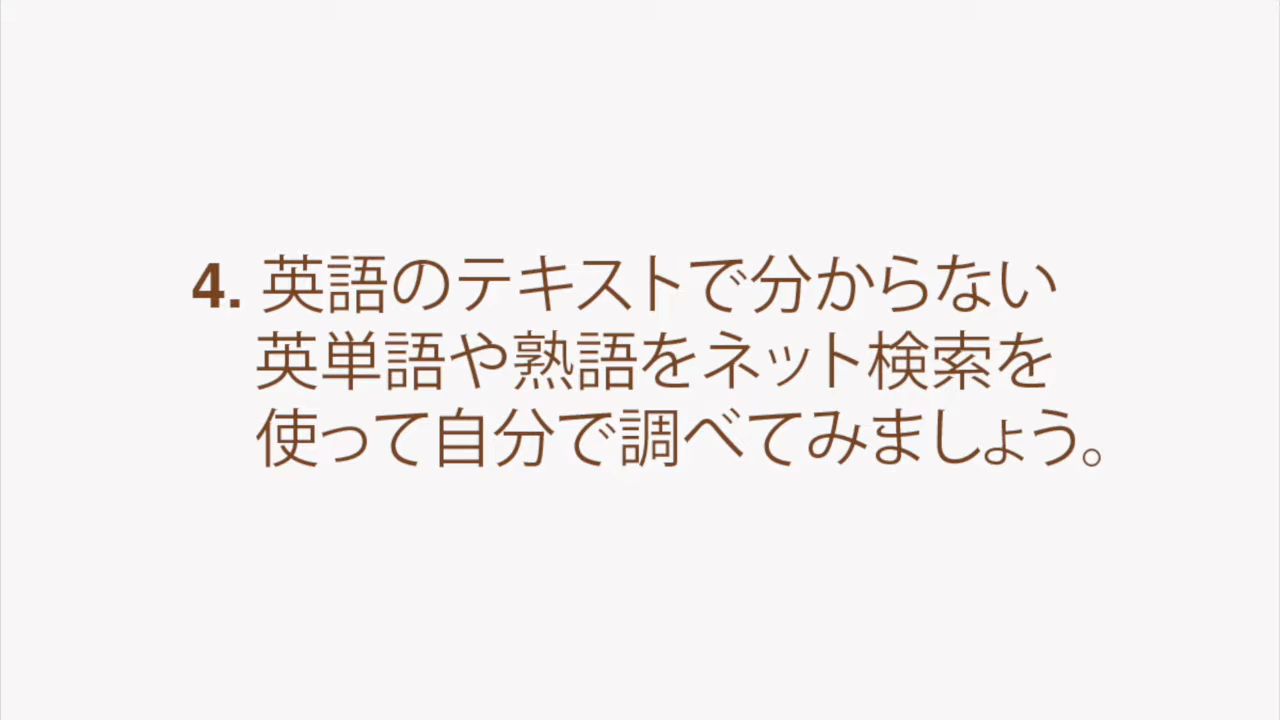 4. 英語のテキストで分からない
英単語や熟語をネット検索を
使って自分で調べてみましょう。